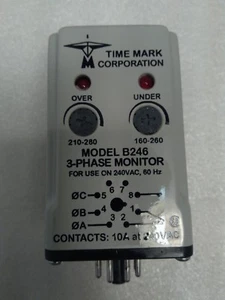 TIME MARK
CORPORATION
OVER UNDER
210-280 160-260
MODEL B246
3-PHASE MONITOR
FOR USE ON 240VAC, 60 Hz
6 7
ØC 5 8
ØB 4 1
ØA 3 2
CONTACTS: 10A at 240VAC